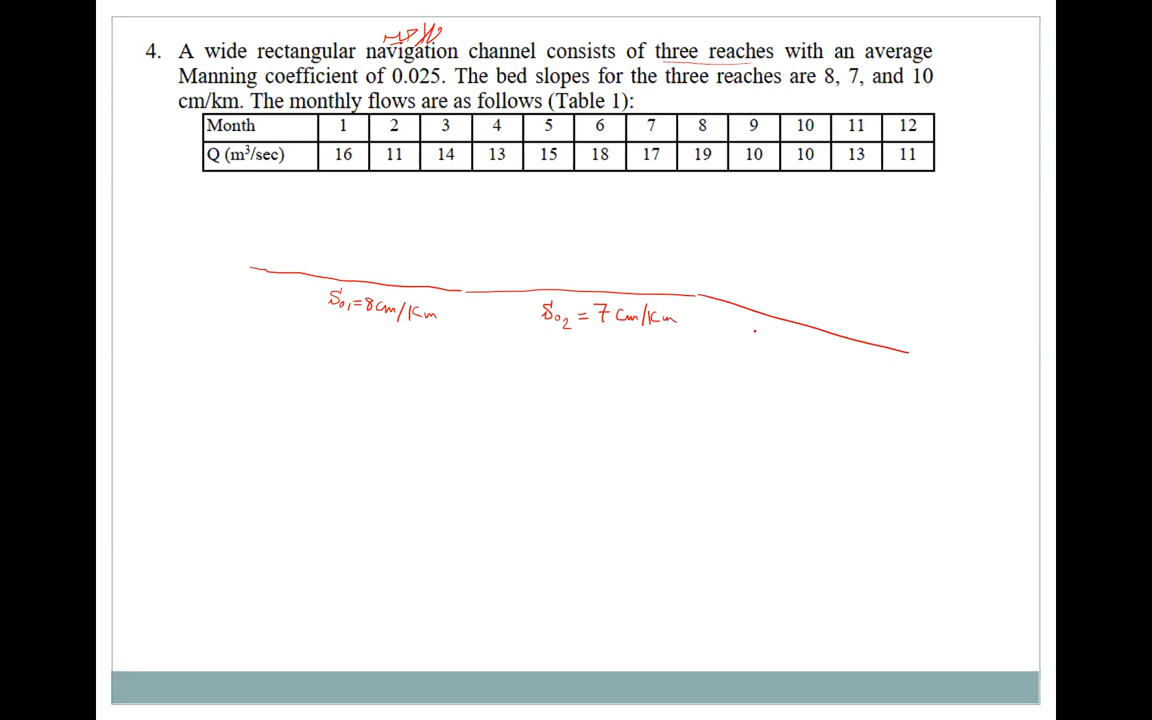 4. A wide rectangular navigation channel consists of three reaches with an average
Manning coefficient of 0.025. The bed slopes for the three reaches are 8, 7, and 10
cm/km. The monthly flows are as follows (Table 1):
Month 1 2 3 4 5 6 7 8 9 10 11 12
Q (m³/sec) 16 11 14 13 15 18 17 19 10 10 13 11
So₁ = 8 cm/km
So₂ = 7 cm/km